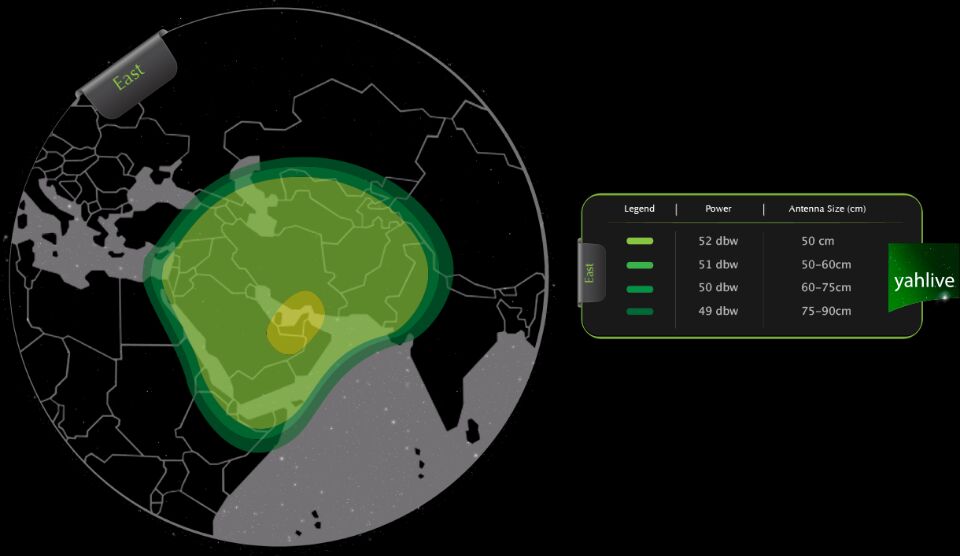 East
Legend | Power | Antenna Size (cm)
52 dbw 50 cm
51 dbw 50-60cm
50 dbw 60-75cm
49 dbw 75-90cm
East
yahlive